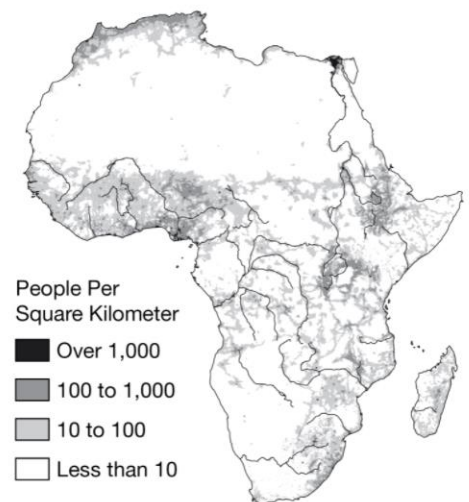 People Per
Square Kilometer
Over 1,000
100 to 1,000
10 to 100
Less than 10